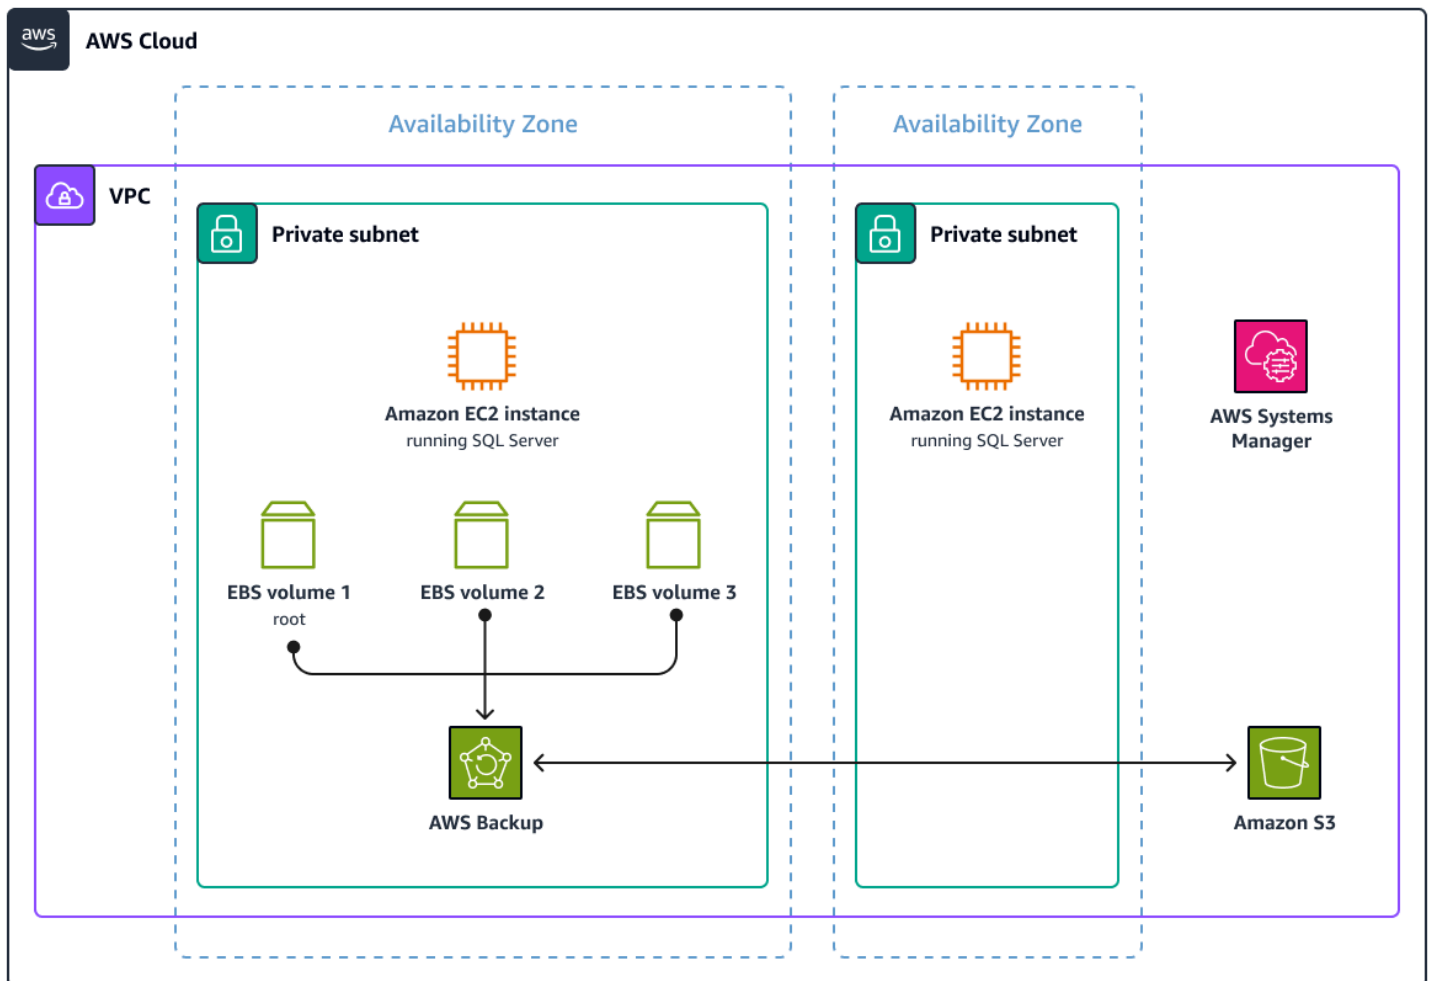 aws
AWS Cloud
Availability Zone
Availability Zone
VPC
Private subnet
Private subnet
Amazon EC2 instance
running SQL Server
Amazon EC2 instance
running SQL Server
AWS Systems
Manager
EBS volume 1
root
EBS volume 2
EBS volume 3
AWS Backup
Amazon S3